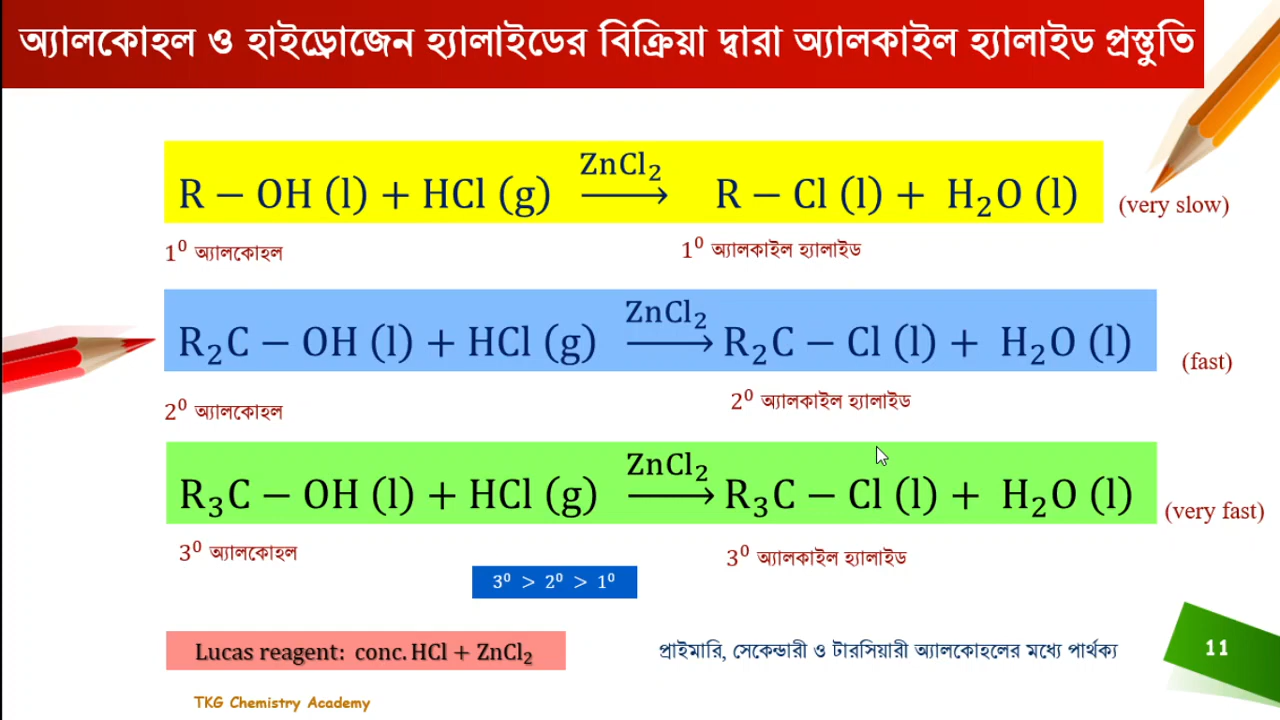 অ্যালকোহল ও হাইড্রোজেন হ্যালাইডের বিক্রিয়া দ্বারা অ্যালকাইল হ্যালাইড প্রস্তুতি
R − OH (l) + HCl (g) ZnCl₂ ⟶ R − Cl (l) + H₂O (l) (very slow)
1⁰ অ্যালকোহল 1⁰ অ্যালকাইল হ্যালাইড
R₂C − OH (l) + HCl (g) ZnCl₂ ⟶ R₂C − Cl (l) + H₂O (l) (fast)
2⁰ অ্যালকোহল 2⁰ অ্যালকাইল হ্যালাইড
R₃C − OH (l) + HCl (g) ZnCl₂ ⟶ R₃C − Cl (l) + H₂O (l) (very fast)
3⁰ অ্যালকোহল 3⁰ অ্যালকাইল হ্যালাইড
3⁰ > 2⁰ > 1⁰
Lucas reagent: conc. HCl + ZnCl₂
প্রাইমারি, সেকেন্ডারী ও টারসিয়ারী অ্যালকোহলের মধ্যে পার্থক্য
11
TKG Chemistry Academy